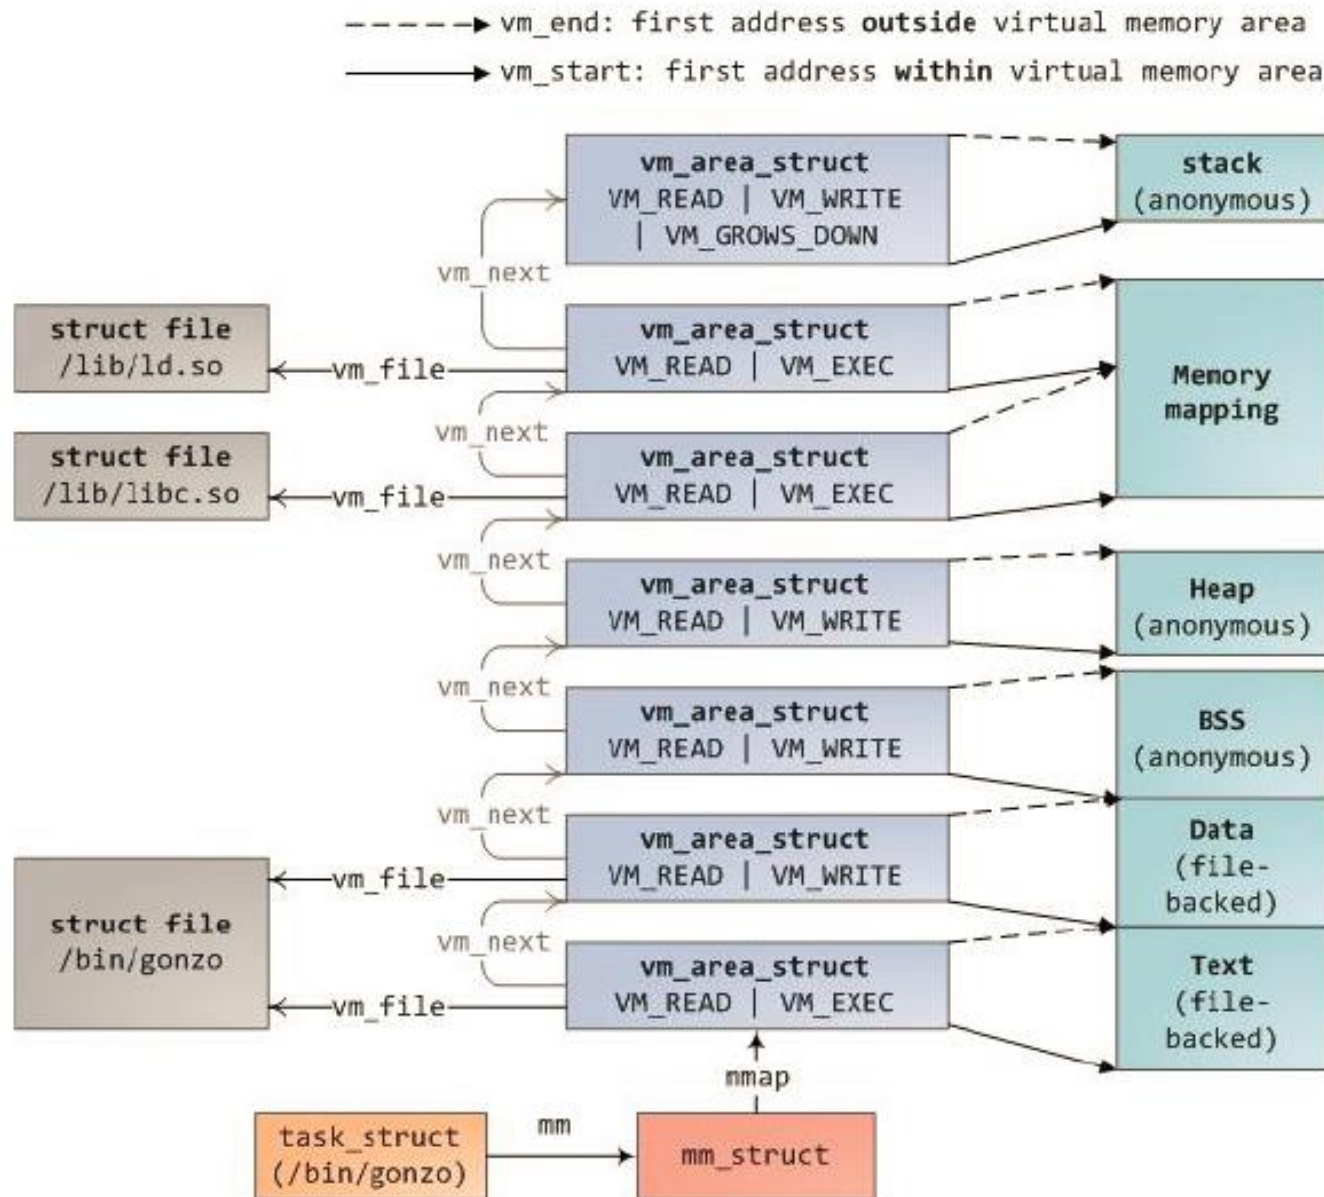 vm_end: first address outside virtual memory area
vm_start: first address within virtual memory area
vm_area_struct
VM_READ | VM_WRITE
| VM_GROWS_DOWN
stack
(anonymous)
vm_next
struct file
/lib/ld.so
vm_file
vm_area_struct
VM_READ | VM_EXEC
Memory
mapping
vm_next
struct file
/lib/libc.so
vm_file
vm_area_struct
VM_READ | VM_EXEC
vm_next
vm_area_struct
VM_READ | VM_WRITE
Heap
(anonymous)
vm_next
vm_area_struct
VM_READ | VM_WRITE
BSS
(anonymous)
vm_next
vm_area_struct
VM_READ | VM_WRITE
Data
(file-
backed)
vm_file
struct file
/bin/gonzo
vm_next
vm_area_struct
VM_READ | VM_EXEC
Text
(file-
backed)
vm_file
mmap
task_struct
(/bin/gonzo)
mm
mm_struct